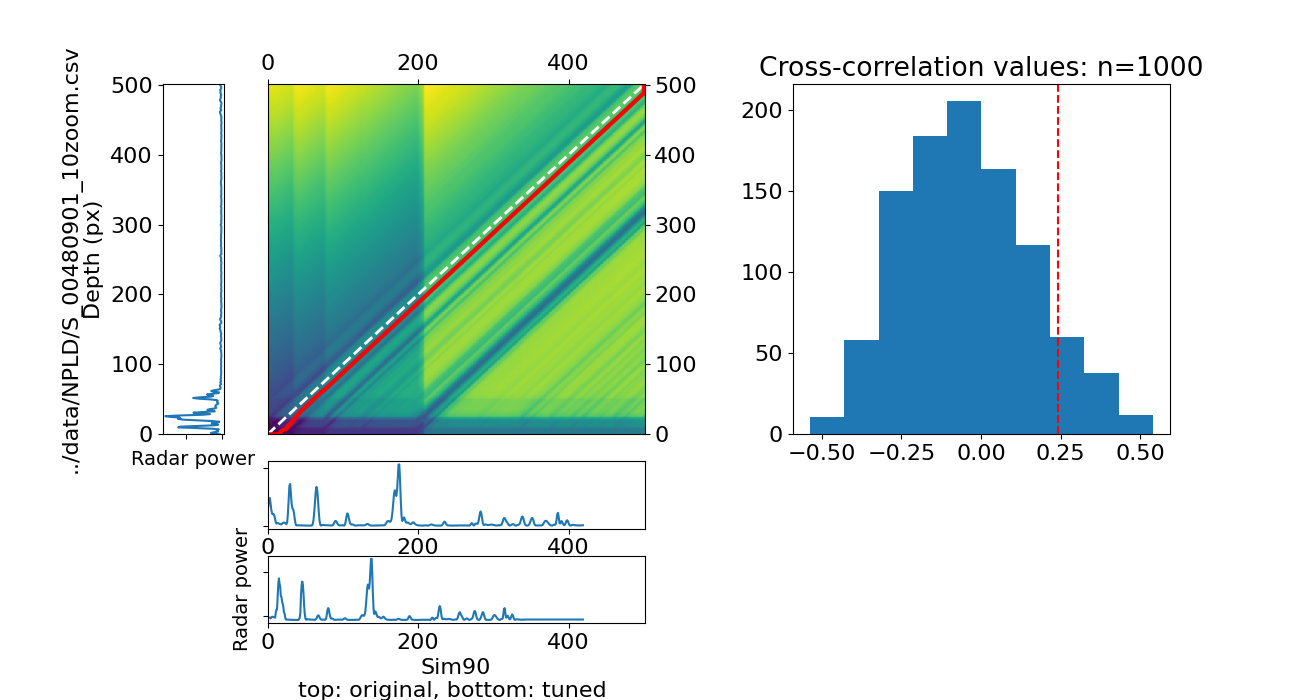 ../data/NPLD/S_00480901_10zoom.csv
Depth (px)
500
400
300
200
100
0
Radar power
0 200 400
500
400
300
200
100
0
0 200 400
Radar power
0 200 400
Sim90
top: original, bottom: tuned
Cross-correlation values: n=1000
200
150
100
50
0
−0.50 −0.25 0.00 0.25 0.50